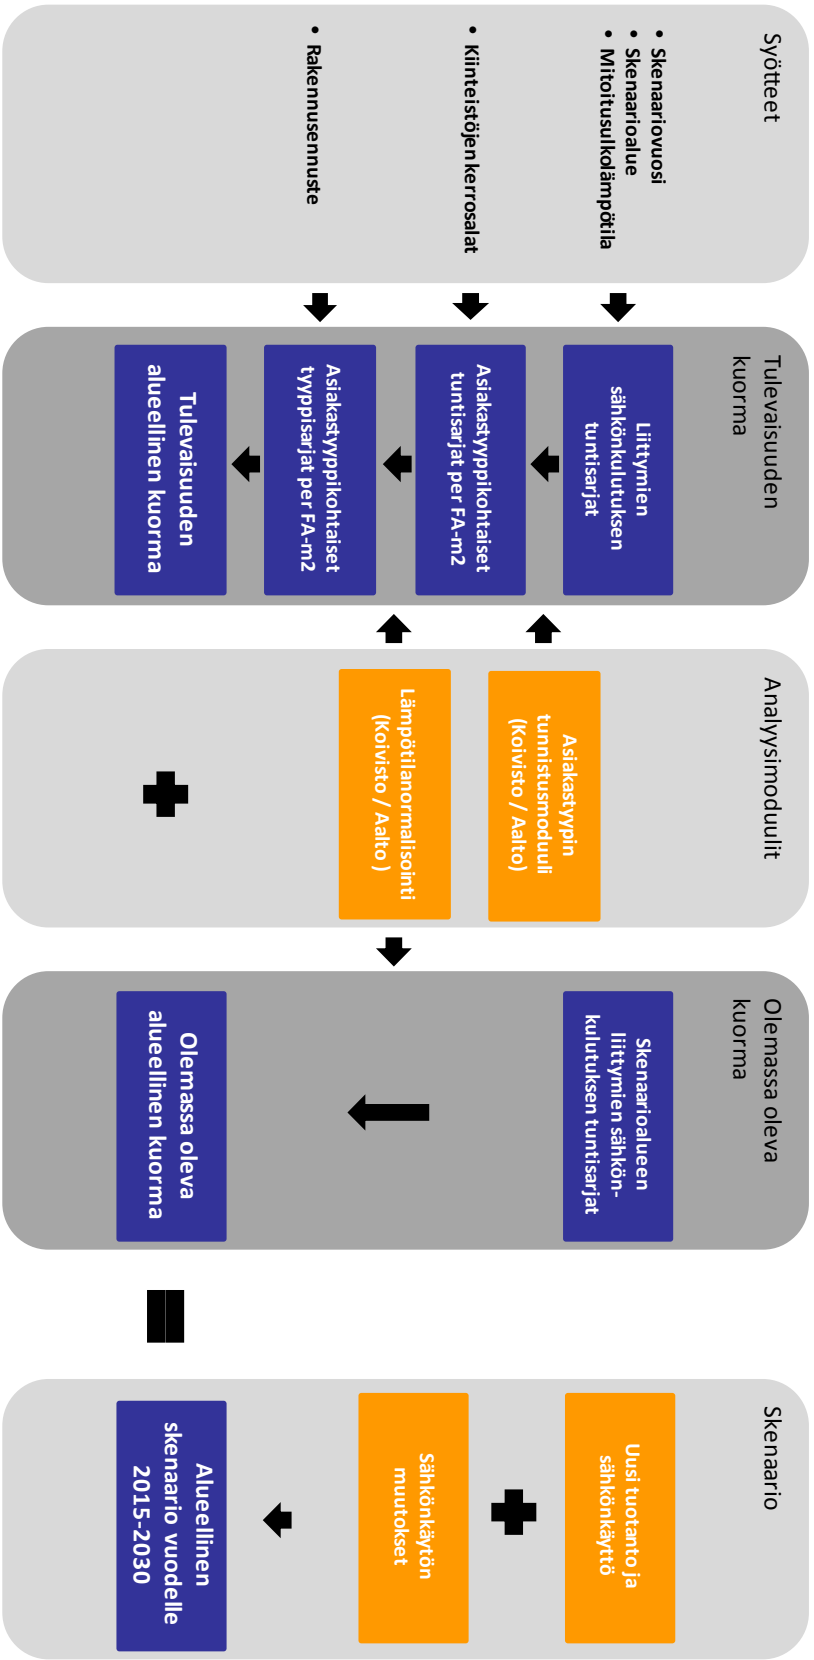 Syötteet
• Skenaariovuosi
• Skenaarioalue
• Mitoitusulkolämpötila
• Kiinteistöjen kerrosalat
• Rakennusennuste
Tulevaisuuden
kuorma
Liittymien
sähkönkulutuksen
tuntisarjat
Asiakastyyppikohtaiset
tuntisarjat per FA-m2
Asiakastyyppikohtaiset
tyyppisarjat per FA-m2
Tulevaisuuden
alueellinen kuorma
Analyysimoduulit
Asiakastyypin
tunnistusmoduuli
(Koivisto / Aalto)
Lämpötilanormalisointi
(Koivisto / Aalto )
Olemassa oleva
kuorma
Skenaarioalueen
liittymien sähkön-
kulutuksen tuntisarjat
Olemassa oleva
alueellinen kuorma
Skenaario
Uusi tuotanto ja
sähkönkäyttö
Sähkönkäytön
muutokset
Alueellinen
skenaario vuodelle
2015-2030